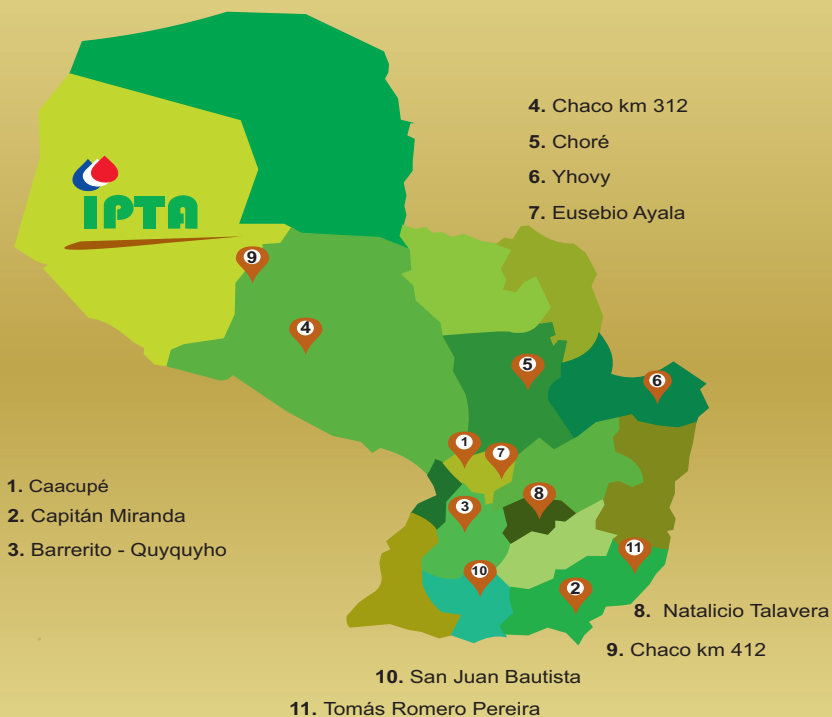 4. Chaco km 312
5. Choré
6. Yhovy
7. Eusebio Ayala
IPTA
9
4
5
6
1
7
1. Caacupé
2. Capitán Miranda
3. Barrerito - Quyquyho
3
8
11
10
2
8. Natalicio Talavera
9. Chaco km 412
10. San Juan Bautista
11. Tomás Romero Pereira